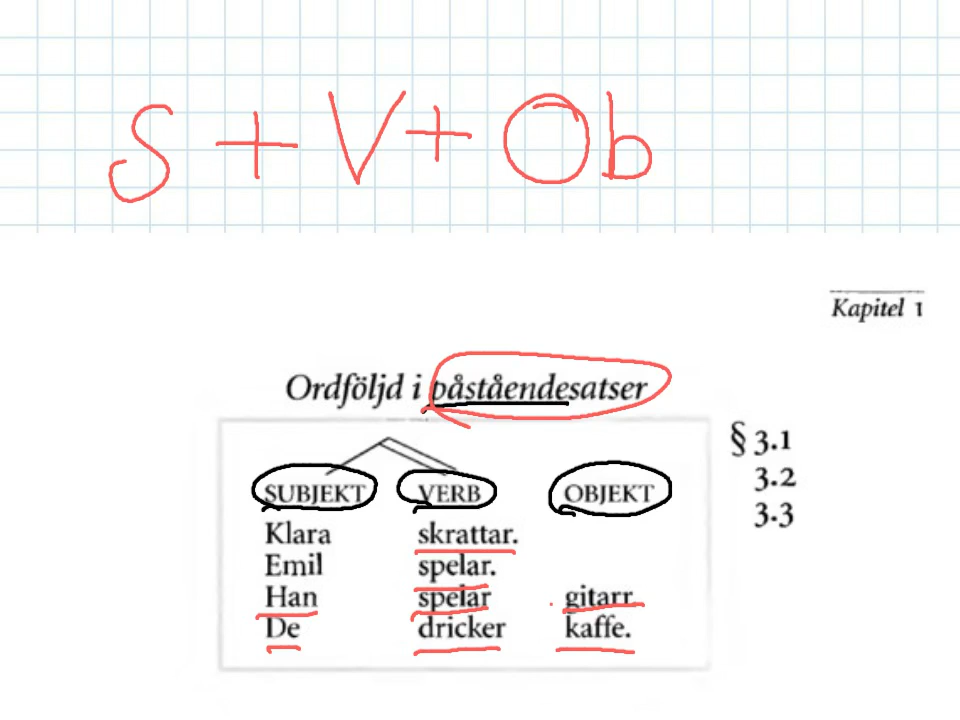 S + V + Ob
Kapitel 1
Ordföljd i påståendesatser
§ 3.1
3.2
3.3
SUBJEKT VERB OBJEKT
Klara skrattar.
Emil spelar.
Han spelar gitarr.
De dricker kaffe.